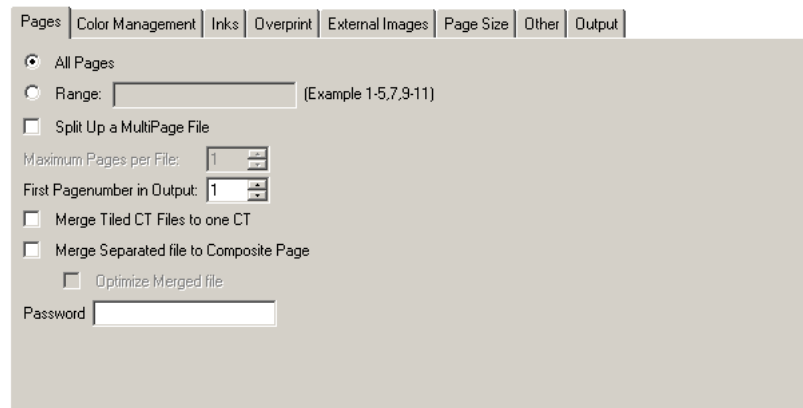 Pages Color Management Inks Overprint External Images Page Size Other Output
All Pages
Range: (Example 1-5,7,9-11)
Split Up a MultiPage File
Maximum Pages per File: 1
First Pagenumber in Output: 1
Merge Tiled CT Files to one CT
Merge Separated file to Composite Page
Optimize Merged file
Password